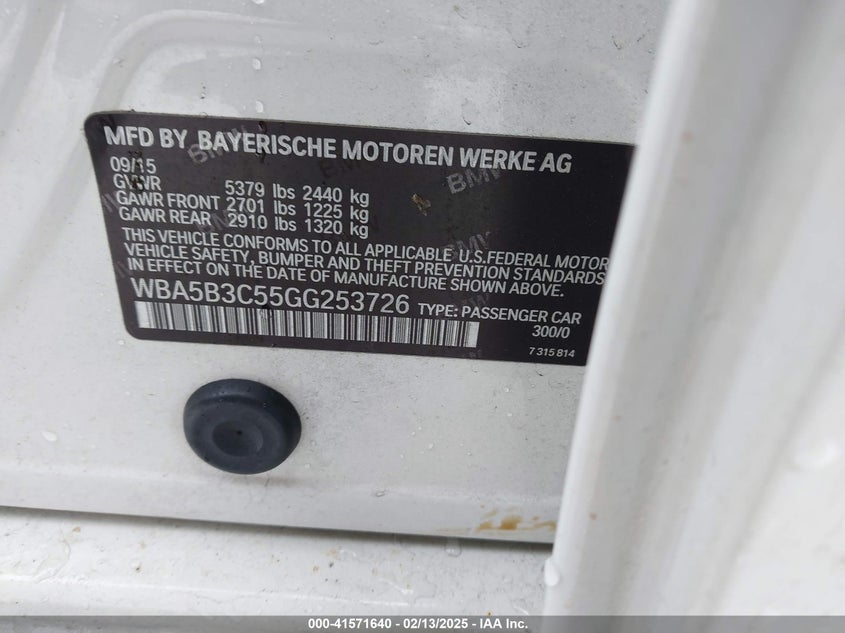 MFD BY BAYERISCHE MOTOREN WERKE AG
09/15
GVWR 5379 lbs 2440 kg
GAWR FRONT 2701 lbs 1225 kg
GAWR REAR 2910 lbs 1320 kg
THIS VEHICLE CONFORMS TO ALL APPLICABLE U.S.FEDERAL MOTOR
VEHICLE SAFETY, BUMPER AND THEFT PREVENTION STANDARDS
IN EFFECT ON THE DATE OF MANUFACTURE SHOWN ABOVE.
WBA5B3C55GG253726 TYPE: PASSENGER CAR
300/0
7 315 814
000-41571640 - 02/13/2025 - IAA Inc.